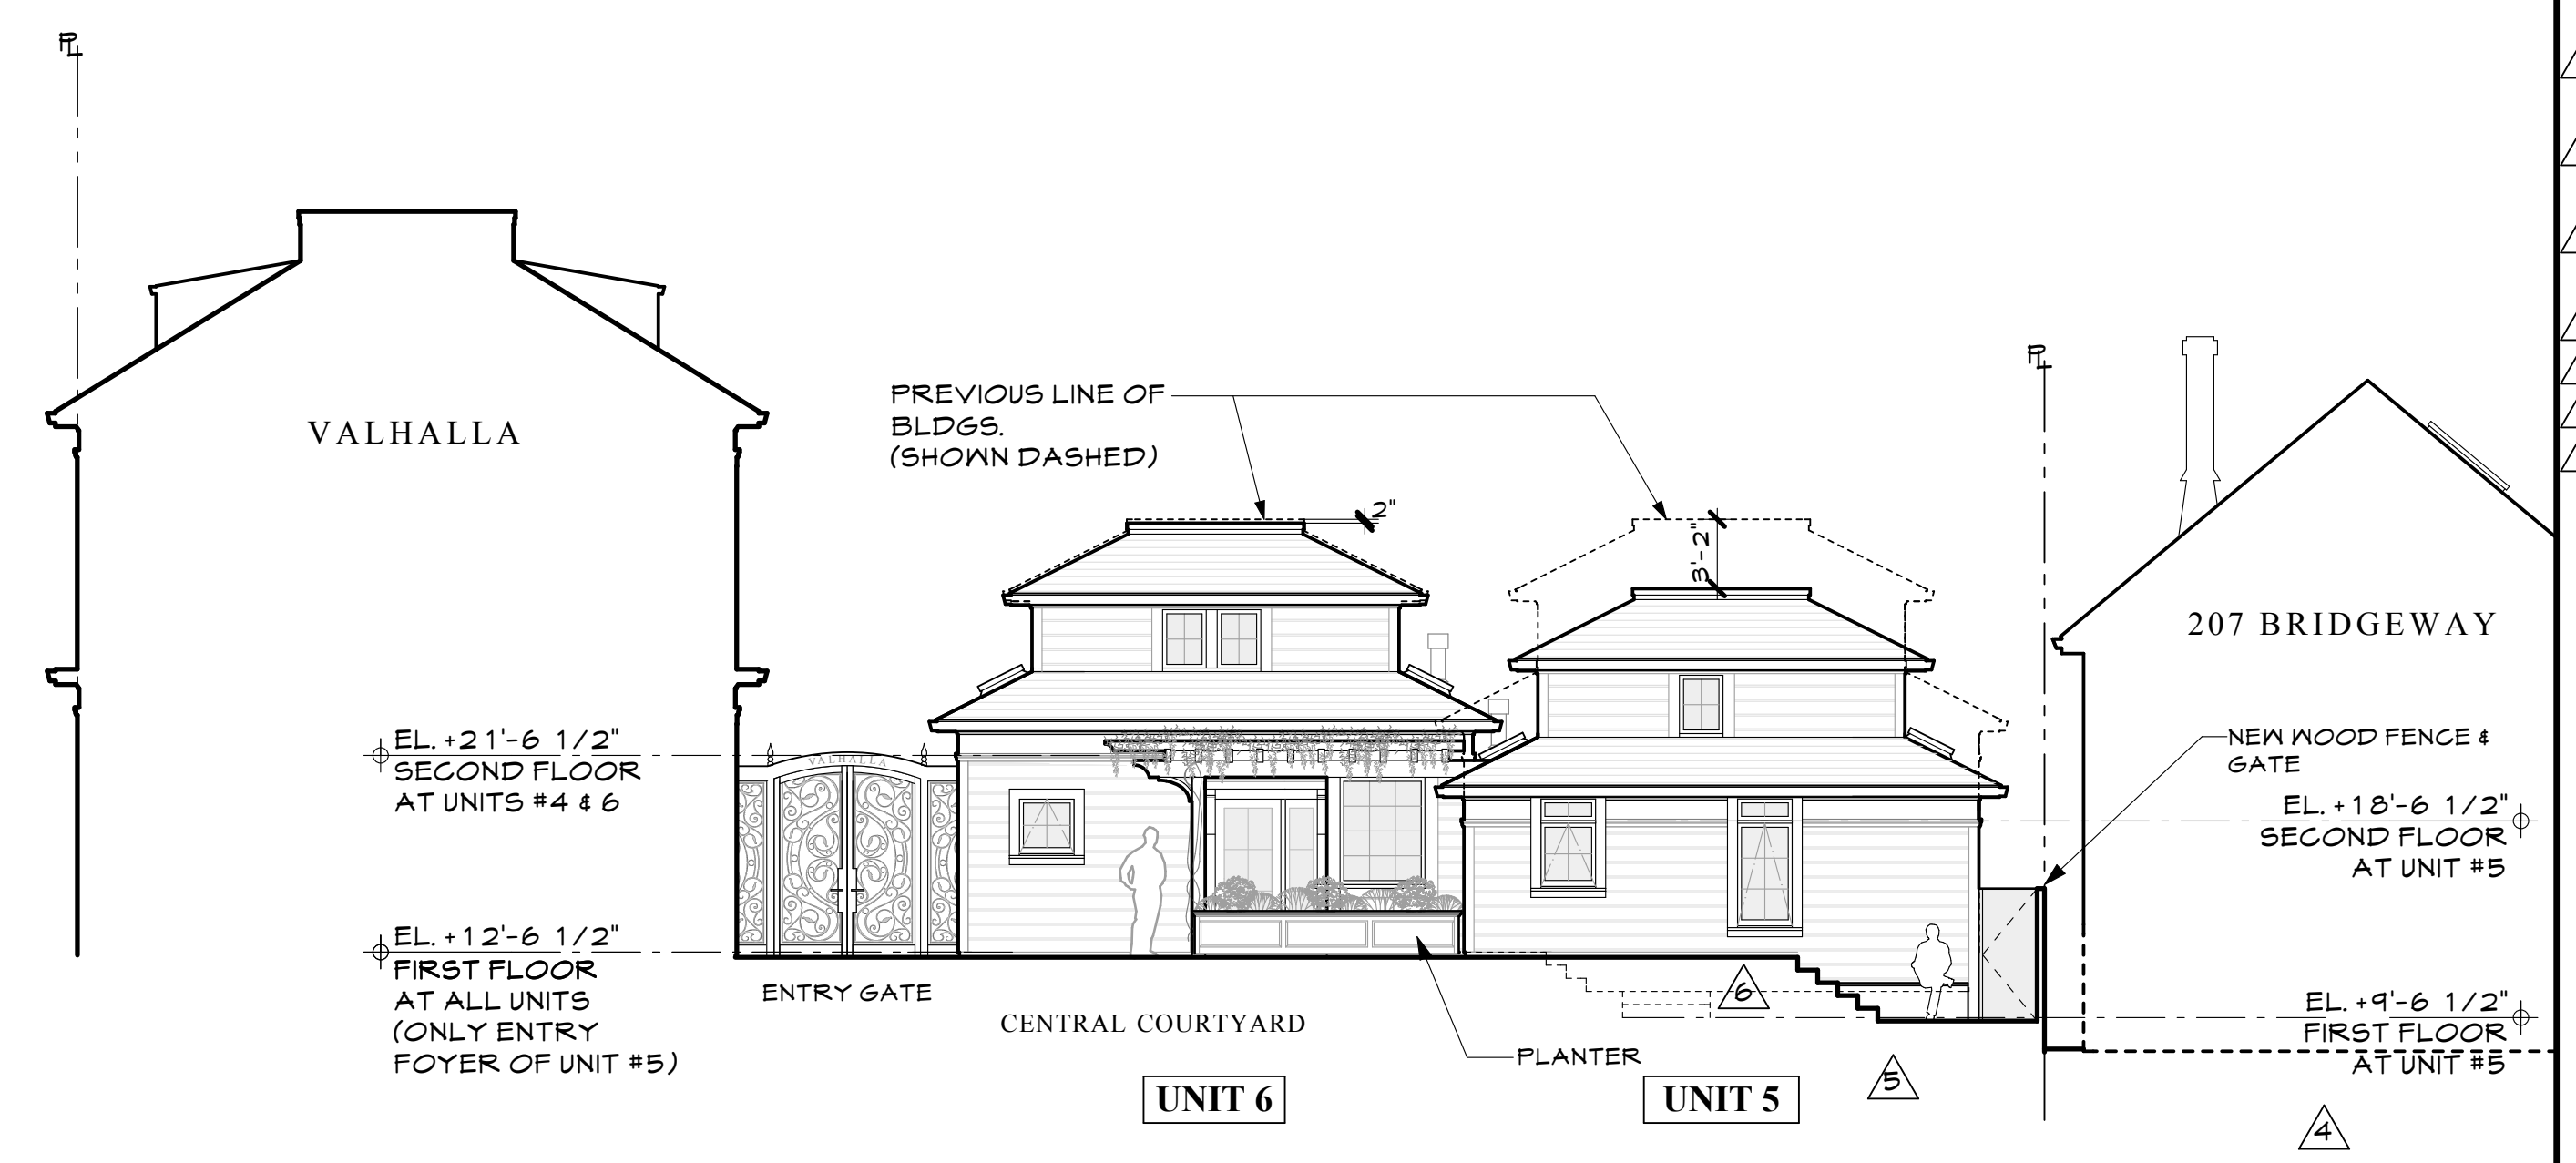 PL
VALHALLA
PREVIOUS LINE OF
BLDGS.
(SHOWN DASHED)
2"
3'-2"
PL
207 BRIDGEWAY
NEW WOOD FENCE &
GATE
EL. +21'-6 1/2"
SECOND FLOOR
AT UNITS #4 & 6
VALHALLA
EL. +18'-6 1/2"
SECOND FLOOR
AT UNIT #5
EL. +12'-6 1/2"
FIRST FLOOR
AT ALL UNITS
(ONLY ENTRY
FOYER OF UNIT #5)
ENTRY GATE
CENTRAL COURTYARD
6
EL. +9'-6 1/2"
FIRST FLOOR
AT UNIT #5
PLANTER
UNIT 6
UNIT 5
5
4